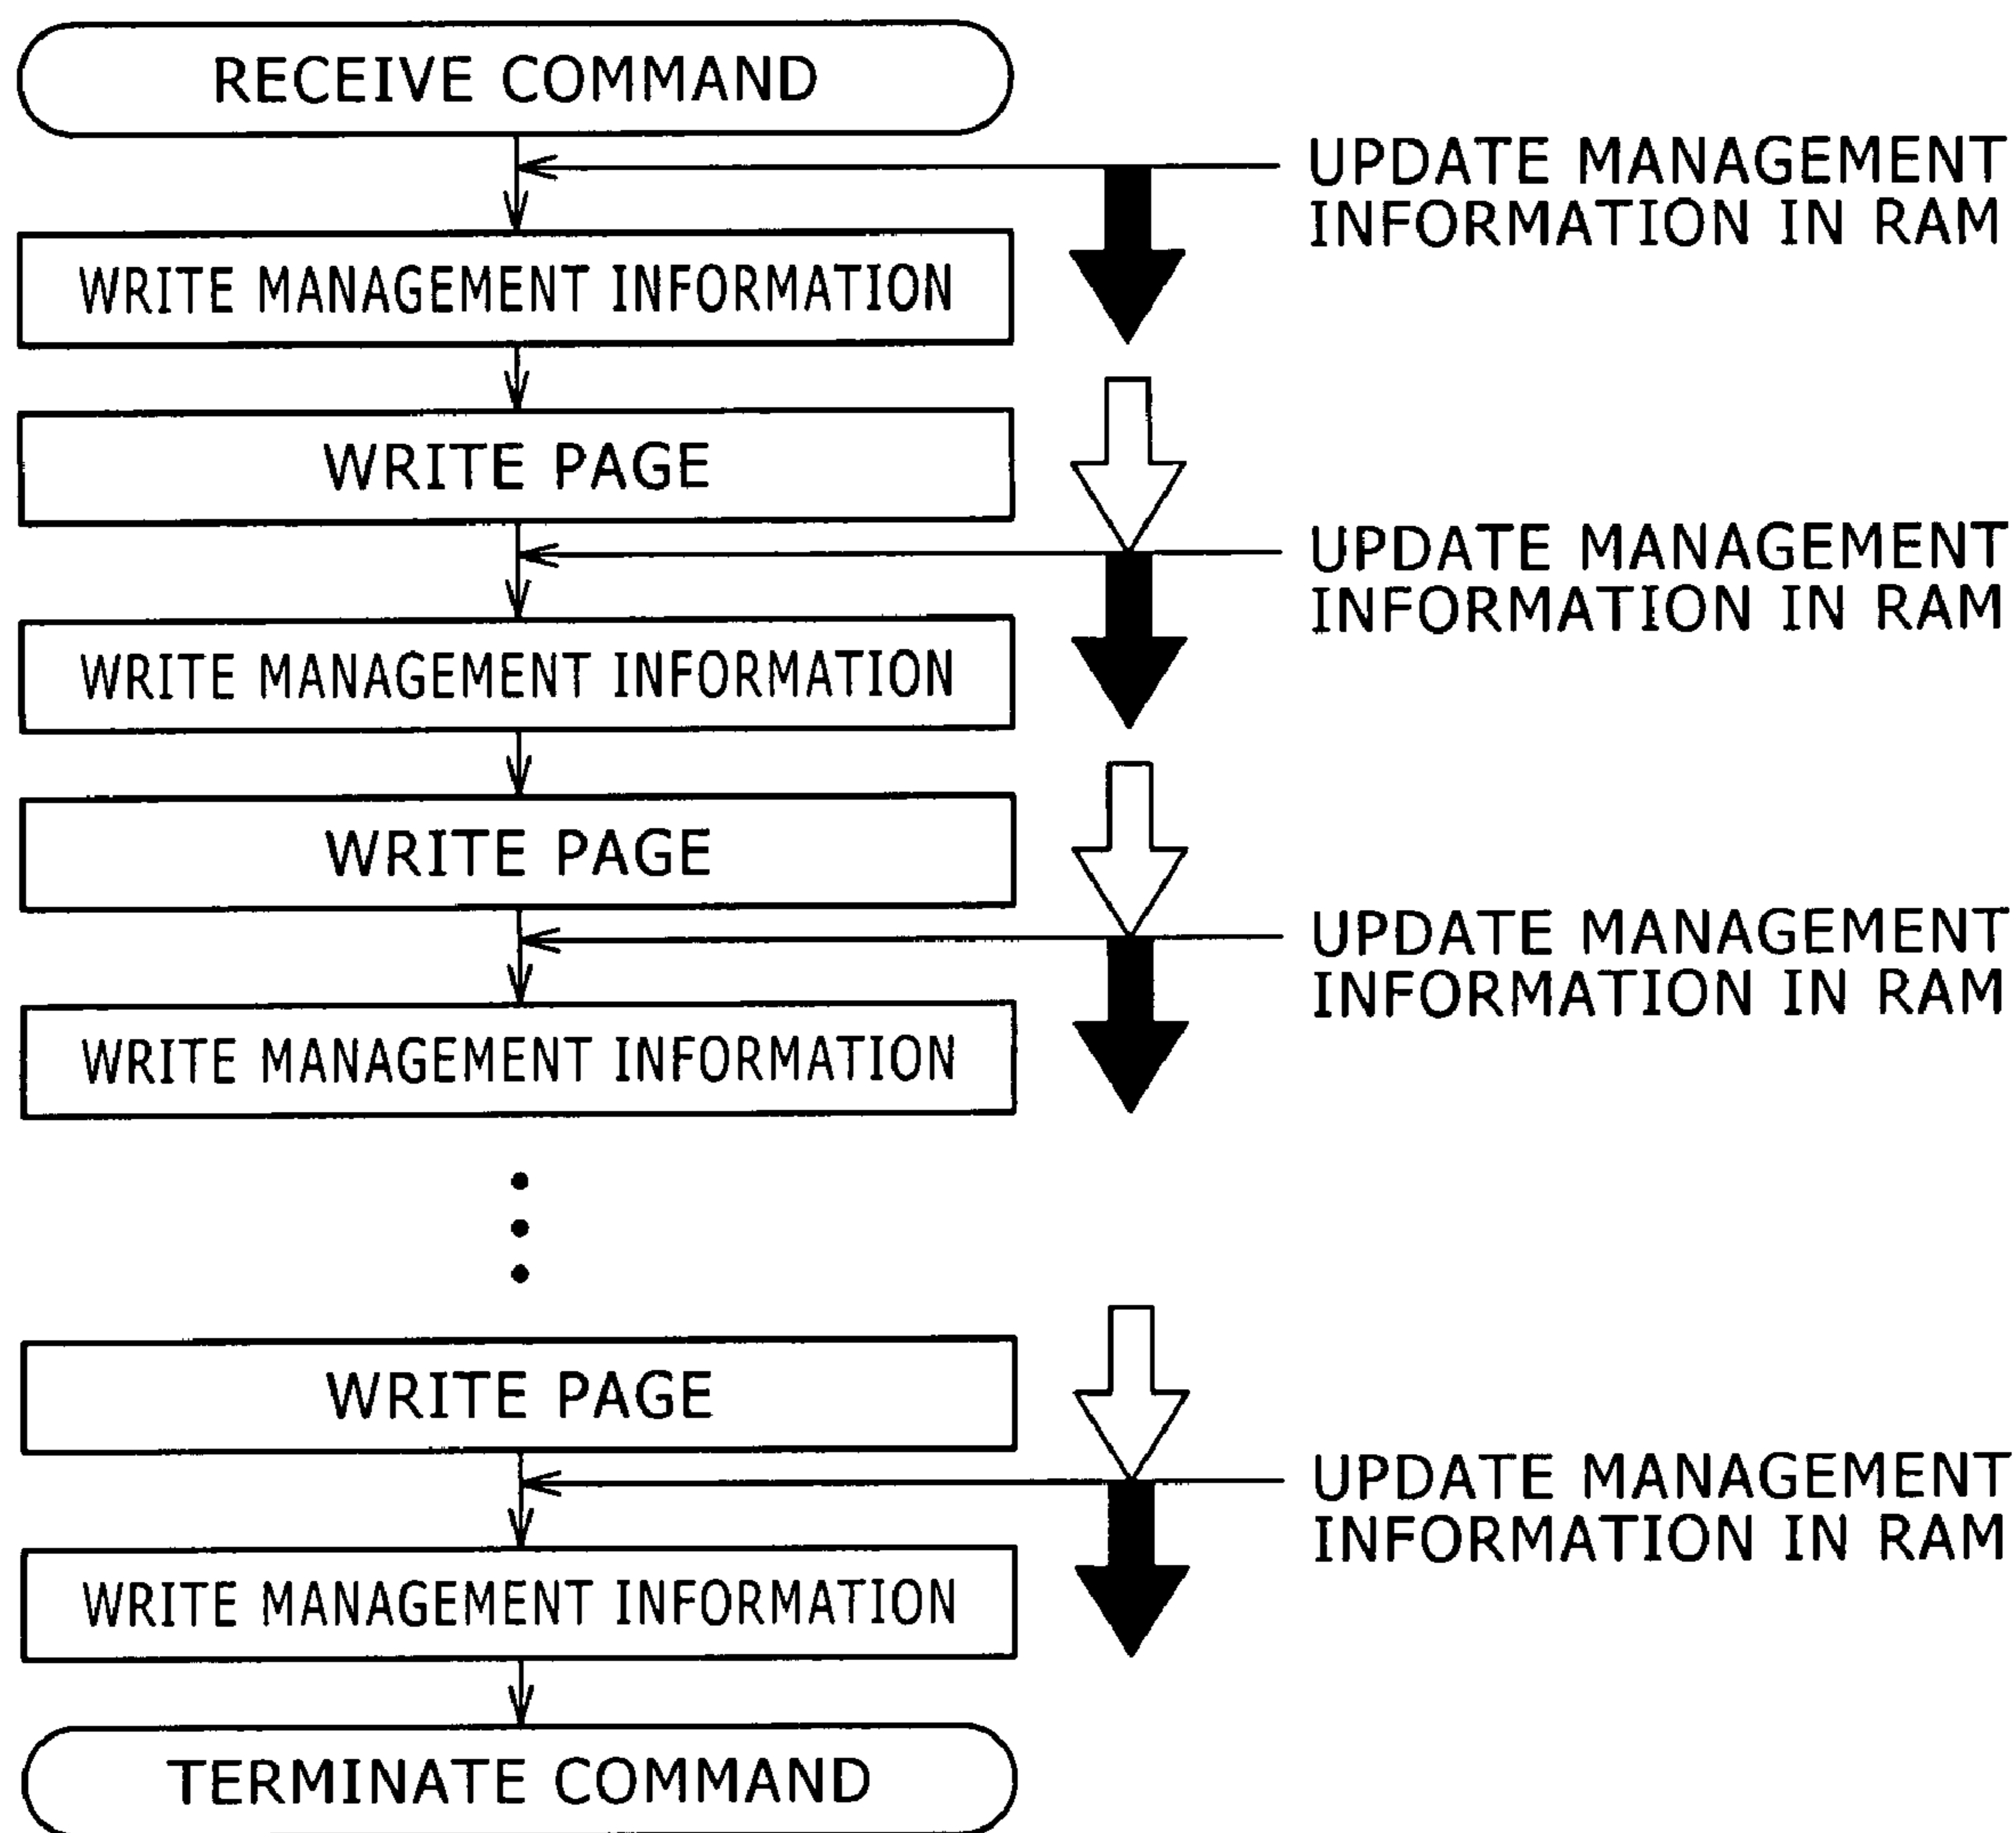 RECEIVE COMMAND
UPDATE MANAGEMENT
INFORMATION IN RAM
WRITE MANAGEMENT INFORMATION
WRITE PAGE
UPDATE MANAGEMENT
INFORMATION IN RAM
WRITE MANAGEMENT INFORMATION
WRITE PAGE
UPDATE MANAGEMENT
INFORMATION IN RAM
WRITE MANAGEMENT INFORMATION
WRITE PAGE
UPDATE MANAGEMENT
INFORMATION IN RAM
WRITE MANAGEMENT INFORMATION
TERMINATE COMMAND